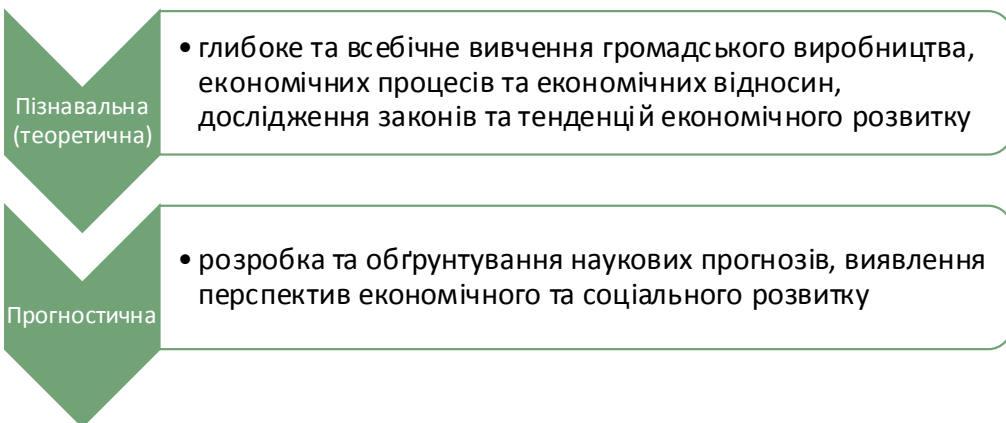 Пізнавальна
(теоретична)
• глибоке та всебічне вивчення громадського виробництва,
економічних процесів та економічних відносин,
дослідження законів та тенденцій економічного розвитку
Прогностична
• розробка та обґрунтування наукових прогнозів, виявлення
перспектив економічного та соціального розвитку